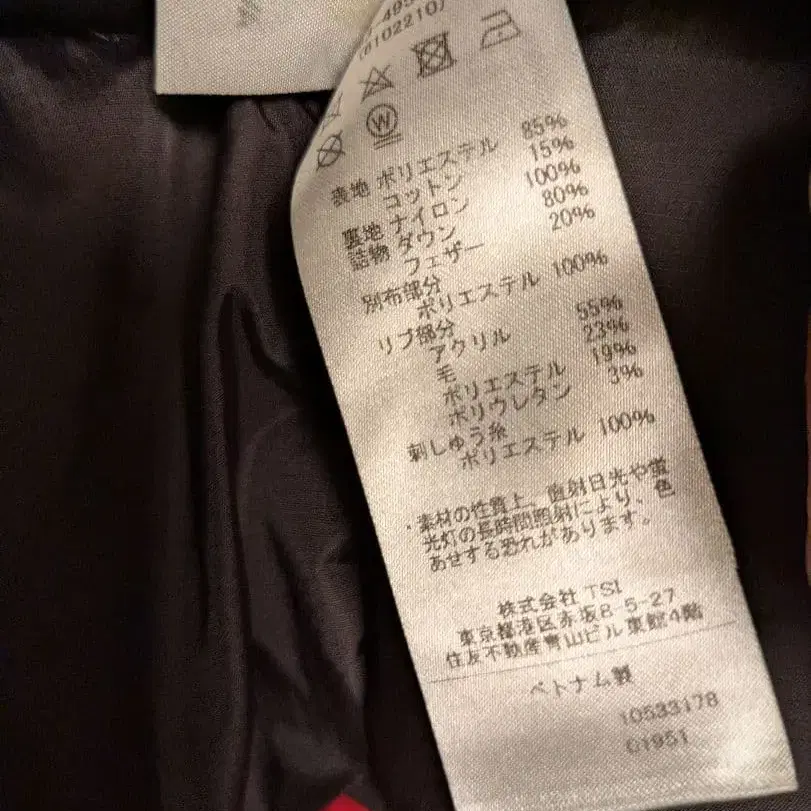 (6102210)
W
表地 ポリエステル 85%
コットン 15%
裏地 ナイロン 100%
詰物 ダウン 80%
フェザー 20%
別布部分
ポリエステル 100%
リブ部分
アクリル 55%
毛 23%
ポリエステル 19%
ポリウレタン 3%
刺しゅう糸
ポリエステル 100%
・素材の性質上、直射日光や蛍
光灯の長時間照射により、色
あせする恐れがあります。
株式会社 TSI
東京都港区赤坂8-5-27
住友不動産青山ビル東館4階
ベトナム製
10533178
01951